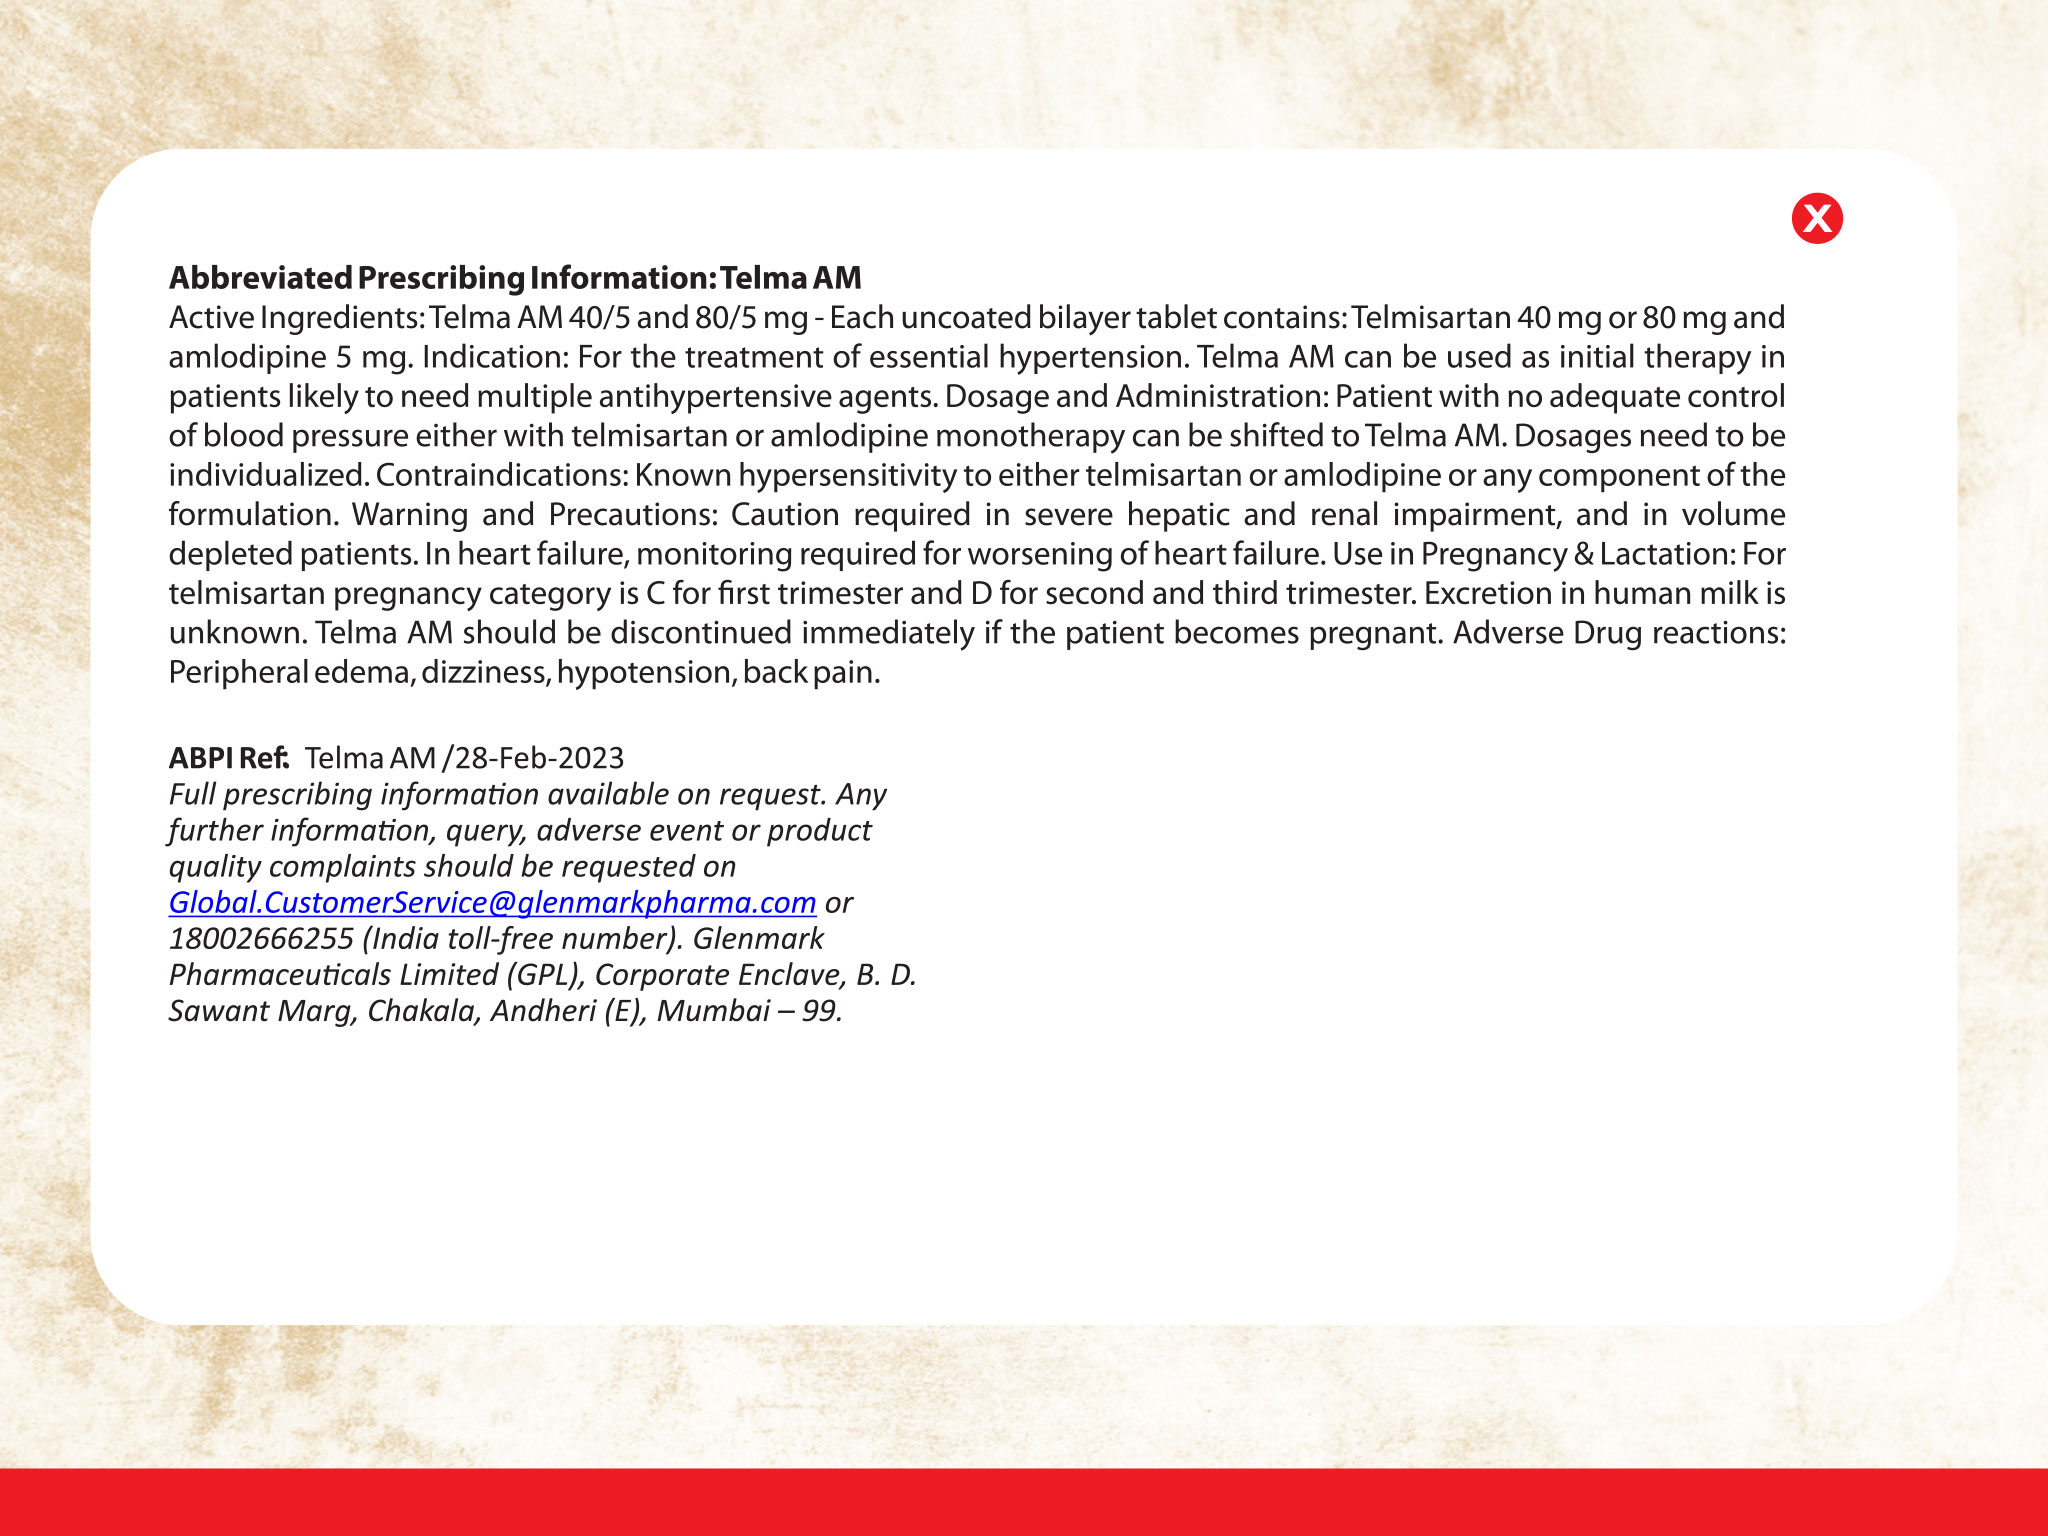 X
Abbreviated Prescribing Information: Telma AM
Active Ingredients: Telma AM 40/5 and 80/5 mg - Each uncoated bilayer tablet contains: Telmisartan 40 mg or 80 mg and
amlodipine 5 mg. Indication: For the treatment of essential hypertension. Telma AM can be used as initial therapy in
patients likely to need multiple antihypertensive agents. Dosage and Administration: Patient with no adequate control
of blood pressure either with telmisartan or amlodipine monotherapy can be shifted to Telma AM. Dosages need to be
individualized. Contraindications: Known hypersensitivity to either telmisartan or amlodipine or any component of the
formulation. Warning and Precautions: Caution required in severe hepatic and renal impairment, and in volume
depleted patients. In heart failure, monitoring required for worsening of heart failure. Use in Pregnancy & Lactation: For
telmisartan pregnancy category is C for first trimester and D for second and third trimester. Excretion in human milk is
unknown. Telma AM should be discontinued immediately if the patient becomes pregnant. Adverse Drug reactions:
Peripheral edema, dizziness, hypotension, back pain.
ABPI Ref: Telma AM /28-Feb-2023
Full prescribing information available on request. Any
further information, query, adverse event or product
quality complaints should be requested on
Global.CustomerService@glenmarkpharma.com or
18002666255 (India toll-free number). Glenmark
Pharmaceuticals Limited (GPL), Corporate Enclave, B. D.
Sawant Marg, Chakala, Andheri (E), Mumbai – 99.